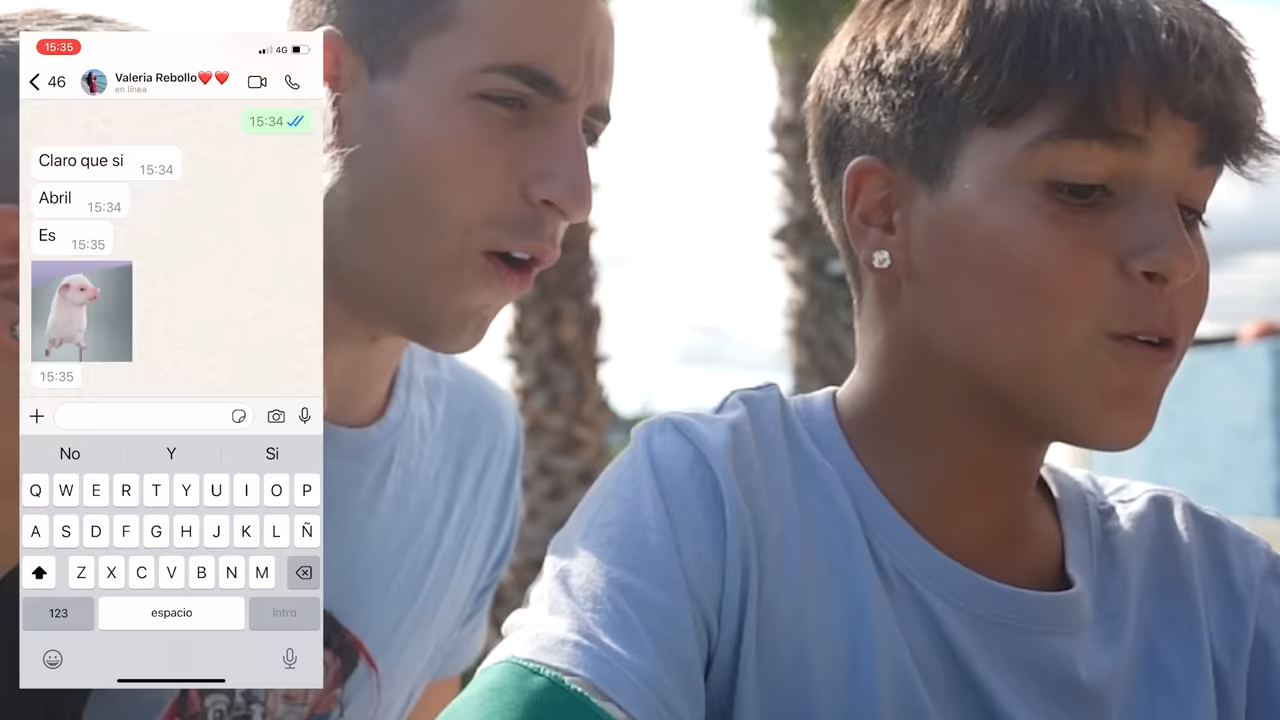 15:35
4G
46
Valeria Rebollo❤️❤️
en línea
15:34
Claro que si 15:34
Abril 15:34
Es 15:35
15:35
No Y Si
Q W E R T Y U I O P
A S D F G H J K L Ñ
Z X C V B N M
123 espacio intro